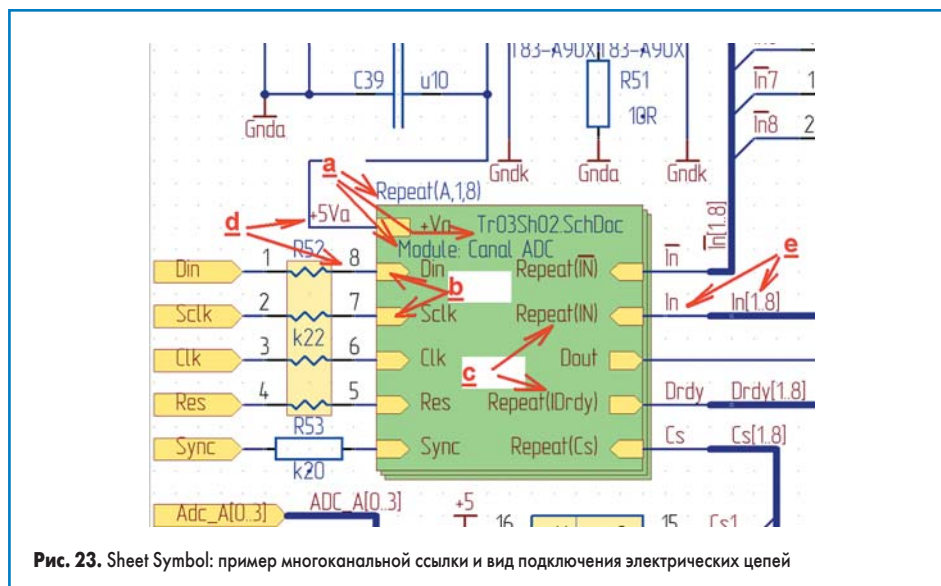 T83-A90X T83-A90X
C39 u10 R51 In7 1
10R
Gnda In8 2
Gndk Gnda Gndk
a Repeat(A,1,8)
d +5Va +Va Tr03Sh02.SchDoc In[1..8]
R52 Module: Canal ADC e
Din 1 8 Din Repeat(IN) In
b
Sclk 2 7 Sclk Repeat(IN) In In[1..8]
k22
Clk 3 6 Clk c Dout
Res 4 5 Res Repeat(IDrdy) Drdy Drdy[1..8]
R53
Sync Sync Repeat(Cs) Cs Cs[1..8]
k20
Adc_A[0..3] ADC_A[0..3] +5 16 15 Cs1
Рис. 23. Sheet Symbol: пример многоканальной ссылки и вид подключения электрических цепей